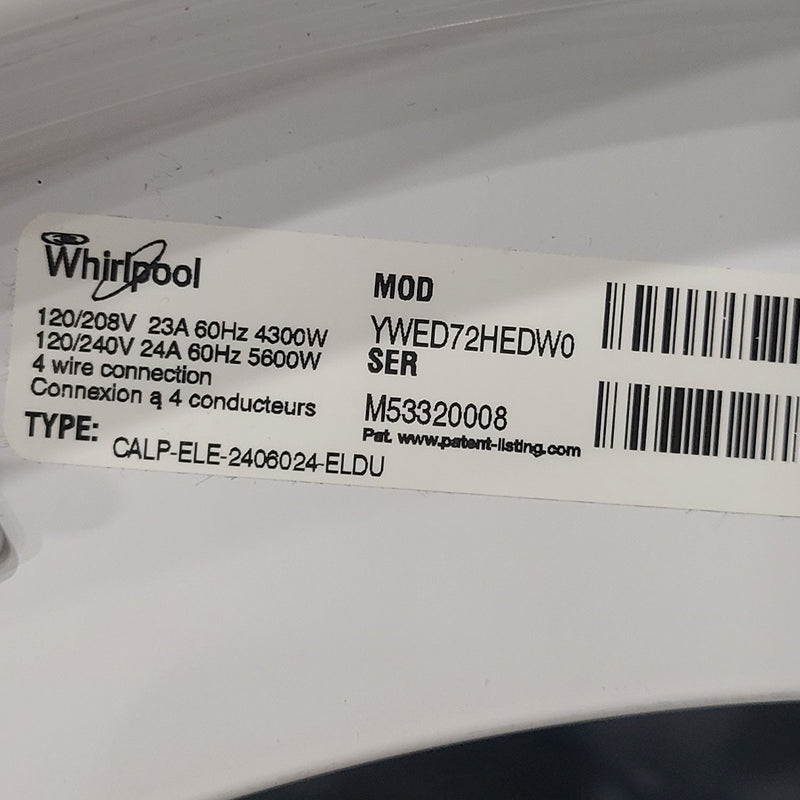 Whirlpool
120/208V 23A 60Hz 4300W
120/240V 24A 60Hz 5600W
4 wire connection
Connexion ą 4 conducteurs
TYPE: CALP-ELE-2406024-ELDU
MOD
YWED72HEDW0
SER
M53320008
Pat. www.patent-listing.com